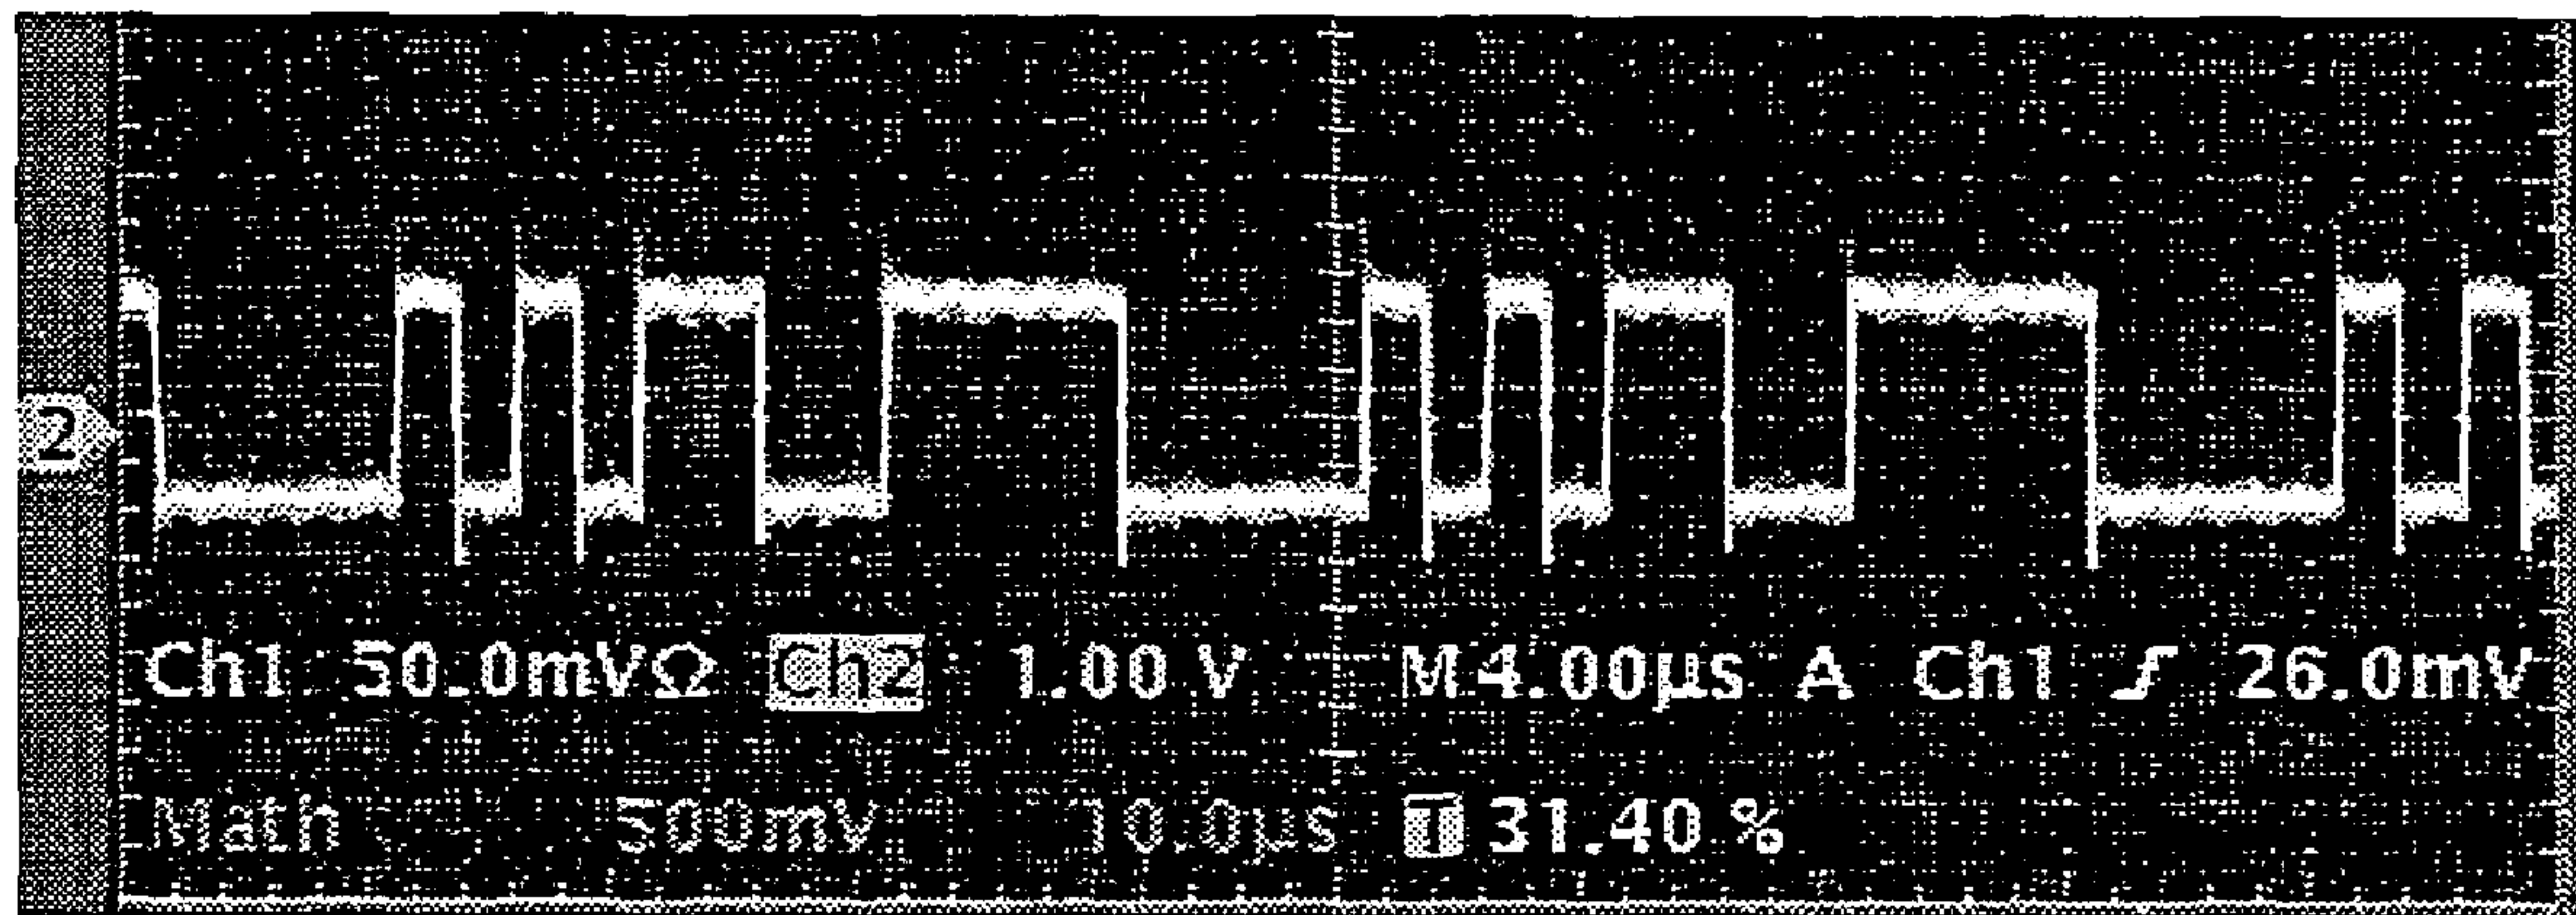 2
Ch1 50.0mVΩ Ch2 1.00 V M4.00µs A Ch1 26.0mV
Math 500mV 10.0µs T 31.40 %